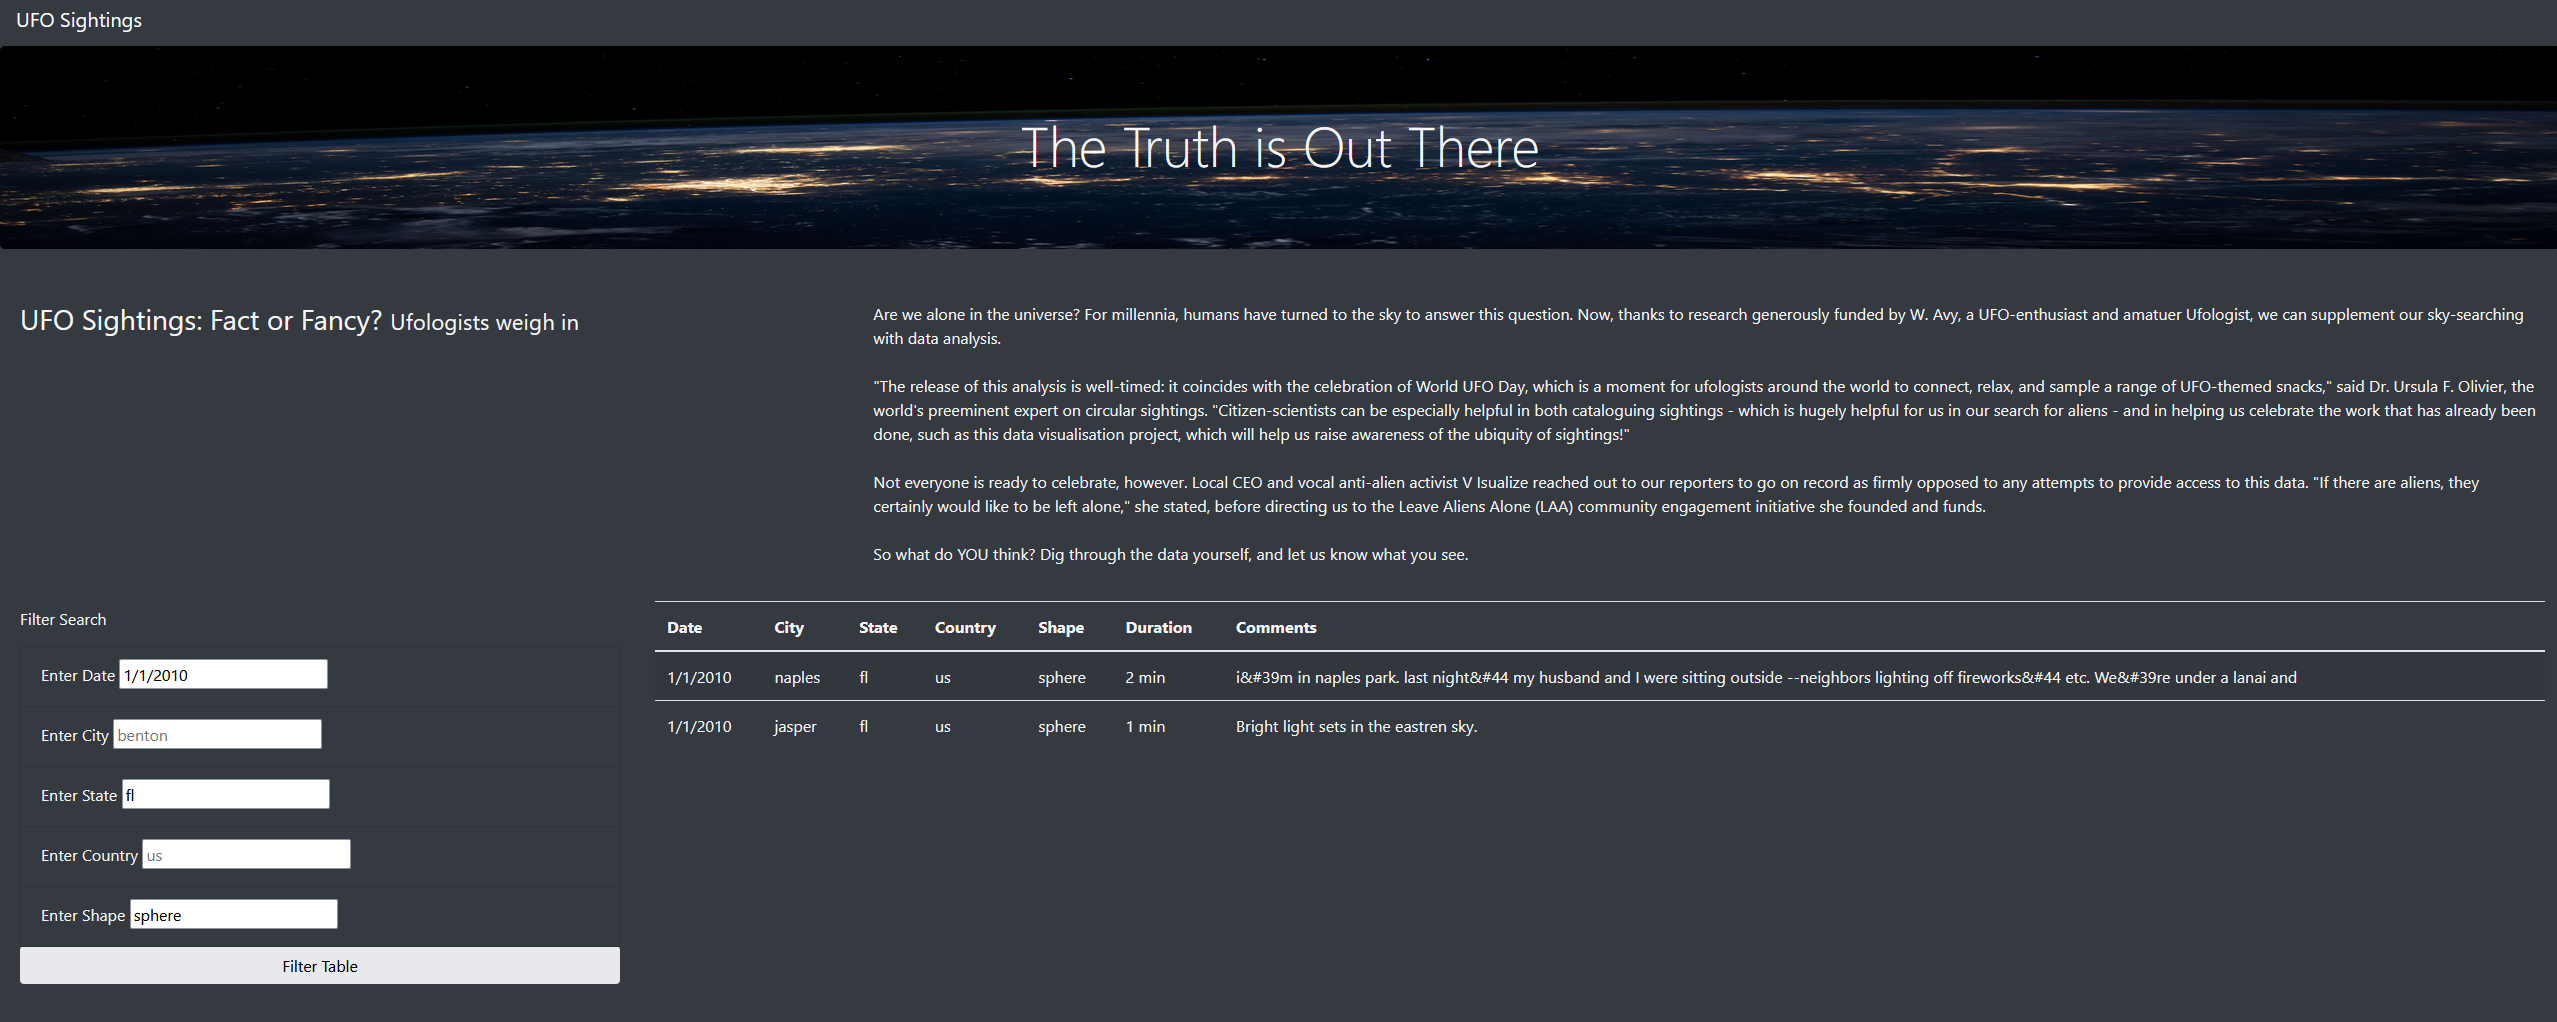 UFO Sightings
The Truth is Out There
UFO Sightings: Fact or Fancy? Ufologists weigh in
Are we alone in the universe? For millennia, humans have turned to the sky to answer this question. Now, thanks to research generously funded by W. Avy, a UFO-enthusiast and amatuer Ufologist, we can supplement our sky-searching
with data analysis.
"The release of this analysis is well-timed: it coincides with the celebration of World UFO Day, which is a moment for ufologists around the world to connect, relax, and sample a range of UFO-themed snacks," said Dr. Ursula F. Olivier, the
world's preeminent expert on circular sightings. "Citizen-scientists can be especially helpful in both cataloguing sightings - which is hugely helpful for us in our search for aliens - and in helping us celebrate the work that has already been
done, such as this data visualisation project, which will help us raise awareness of the ubiquity of sightings!"
Not everyone is ready to celebrate, however. Local CEO and vocal anti-alien activist V Isualize reached out to our reporters to go on record as firmly opposed to any attempts to provide access to this data. "If there are aliens, they
certainly would like to be left alone," she stated, before directing us to the Leave Aliens Alone (LAA) community engagement initiative she founded and funds.
So what do YOU think? Dig through the data yourself, and let us know what you see.
Filter Search
Enter Date 1/1/2010
Enter City benton
Enter State fl
Enter Country us
Enter Shape sphere
Filter Table
Date City State Country Shape Duration Comments
1/1/2010 naples fl us sphere 2 min i&#39m in naples park. last night&#44 my husband and I were sitting outside --neighbors lighting off fireworks&#44 etc. We&#39re under a lanai and
1/1/2010 jasper fl us sphere 1 min Bright light sets in the eastren sky.